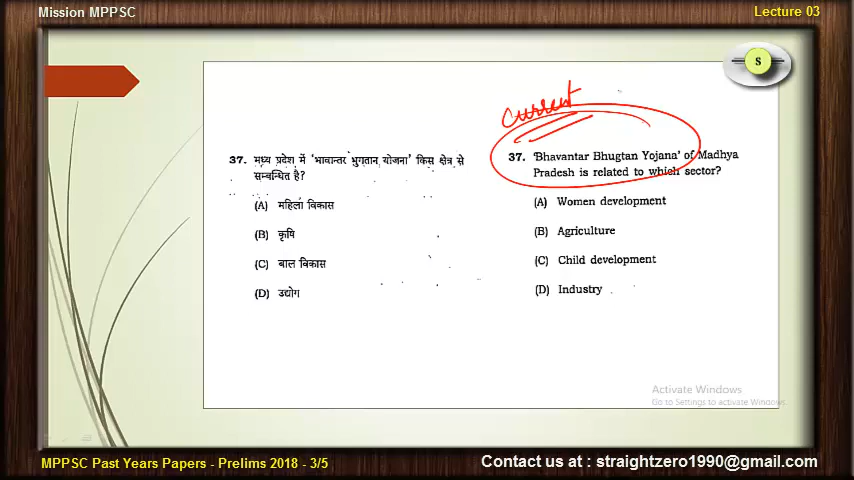 Mission MPPSC
Lecture 03
S
current
37. मध्य प्रदेश में 'भावान्तर भुगतान योजना' किस क्षेत्र से
सम्बन्धित है?
(A) महिला विकास
(B) कृषि
(C) बाल विकास
(D) उद्योग
37. 'Bhavantar Bhugtan Yojana' of Madhya
Pradesh is related to which sector?
(A) Women development
(B) Agriculture
(C) Child development
(D) Industry
Activate Windows
Go to Settings to activate Windows.
MPPSC Past Years Papers - Prelims 2018 - 3/5
Contact us at : straightzero1990@gmail.com